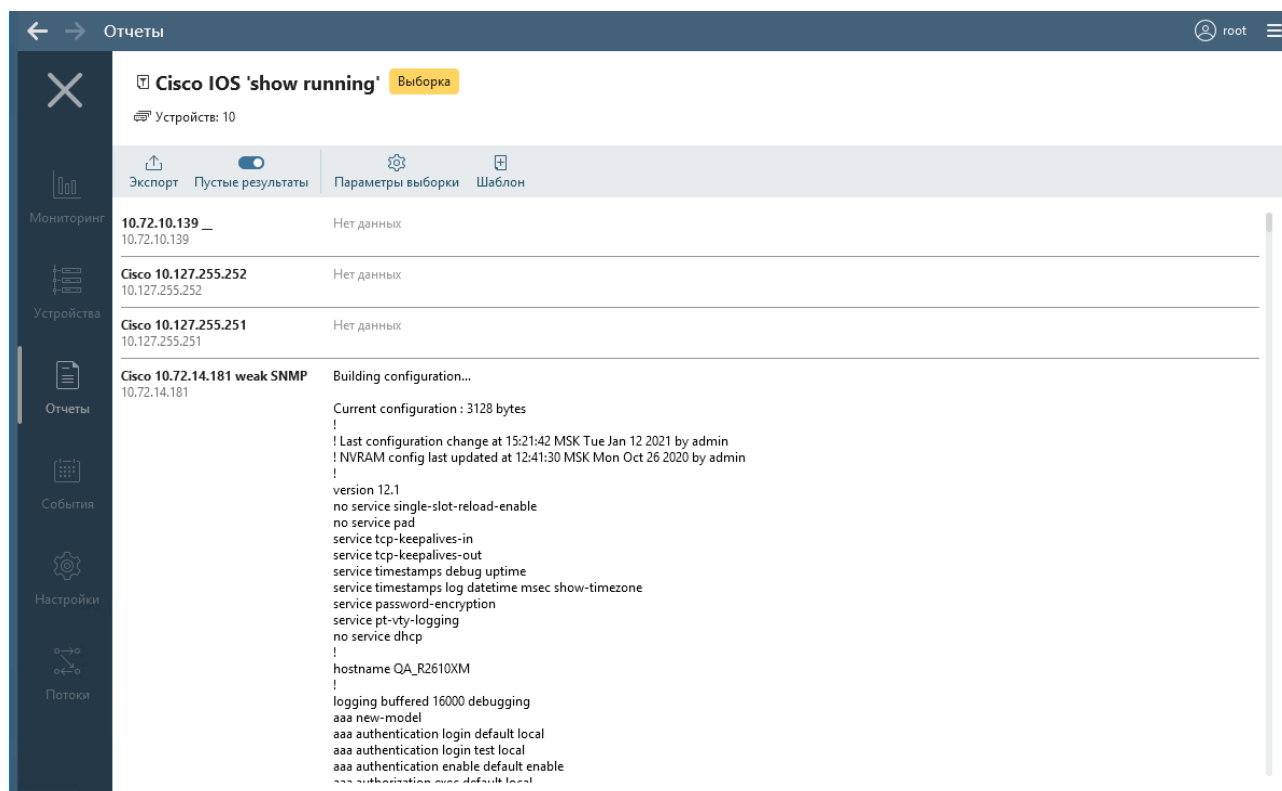 Отчеты
root
Cisco IOS 'show running' Выборка
Устройств: 10
Экспорт Пустые результаты Параметры выборки Шаблон
Мониторинг
Устройства
Отчеты
События
Настройки
Потоки
10.72.10.139 __ Нет данных
10.72.10.139
Cisco 10.127.255.252 Нет данных
10.127.255.252
Cisco 10.127.255.251 Нет данных
10.127.255.251
Cisco 10.72.14.181 weak SNMP Building configuration...
10.72.14.181
Current configuration : 3128 bytes
!
! Last configuration change at 15:21:42 MSK Tue Jan 12 2021 by admin
! NVRAM config last updated at 12:41:30 MSK Mon Oct 26 2020 by admin
!
version 12.1
no service single-slot-reload-enable
no service pad
service tcp-keepalives-in
service tcp-keepalives-out
service timestamps debug uptime
service timestamps log datetime msec show-timezone
service password-encryption
service pt-vty-logging
no service dhcp
!
hostname QA_R2610XM
!
logging buffered 16000 debugging
aaa new-model
aaa authentication login default local
aaa authentication login test local
aaa authentication enable default enable
aaa authorization exec default local